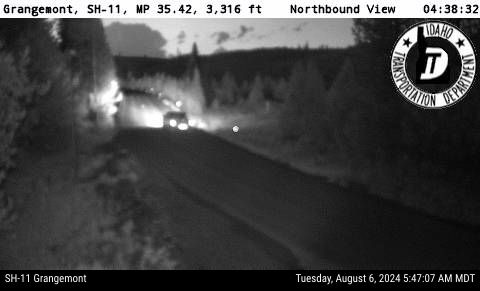 Grangemont, SH-11, MP 35.42, 3,316 ft Northbound View 04:38:32
IDAHO
TRANSPORTATION DEPARTMENT
SH-11 Grangemont Tuesday, August 6, 2024 5:47:07 AM MDT